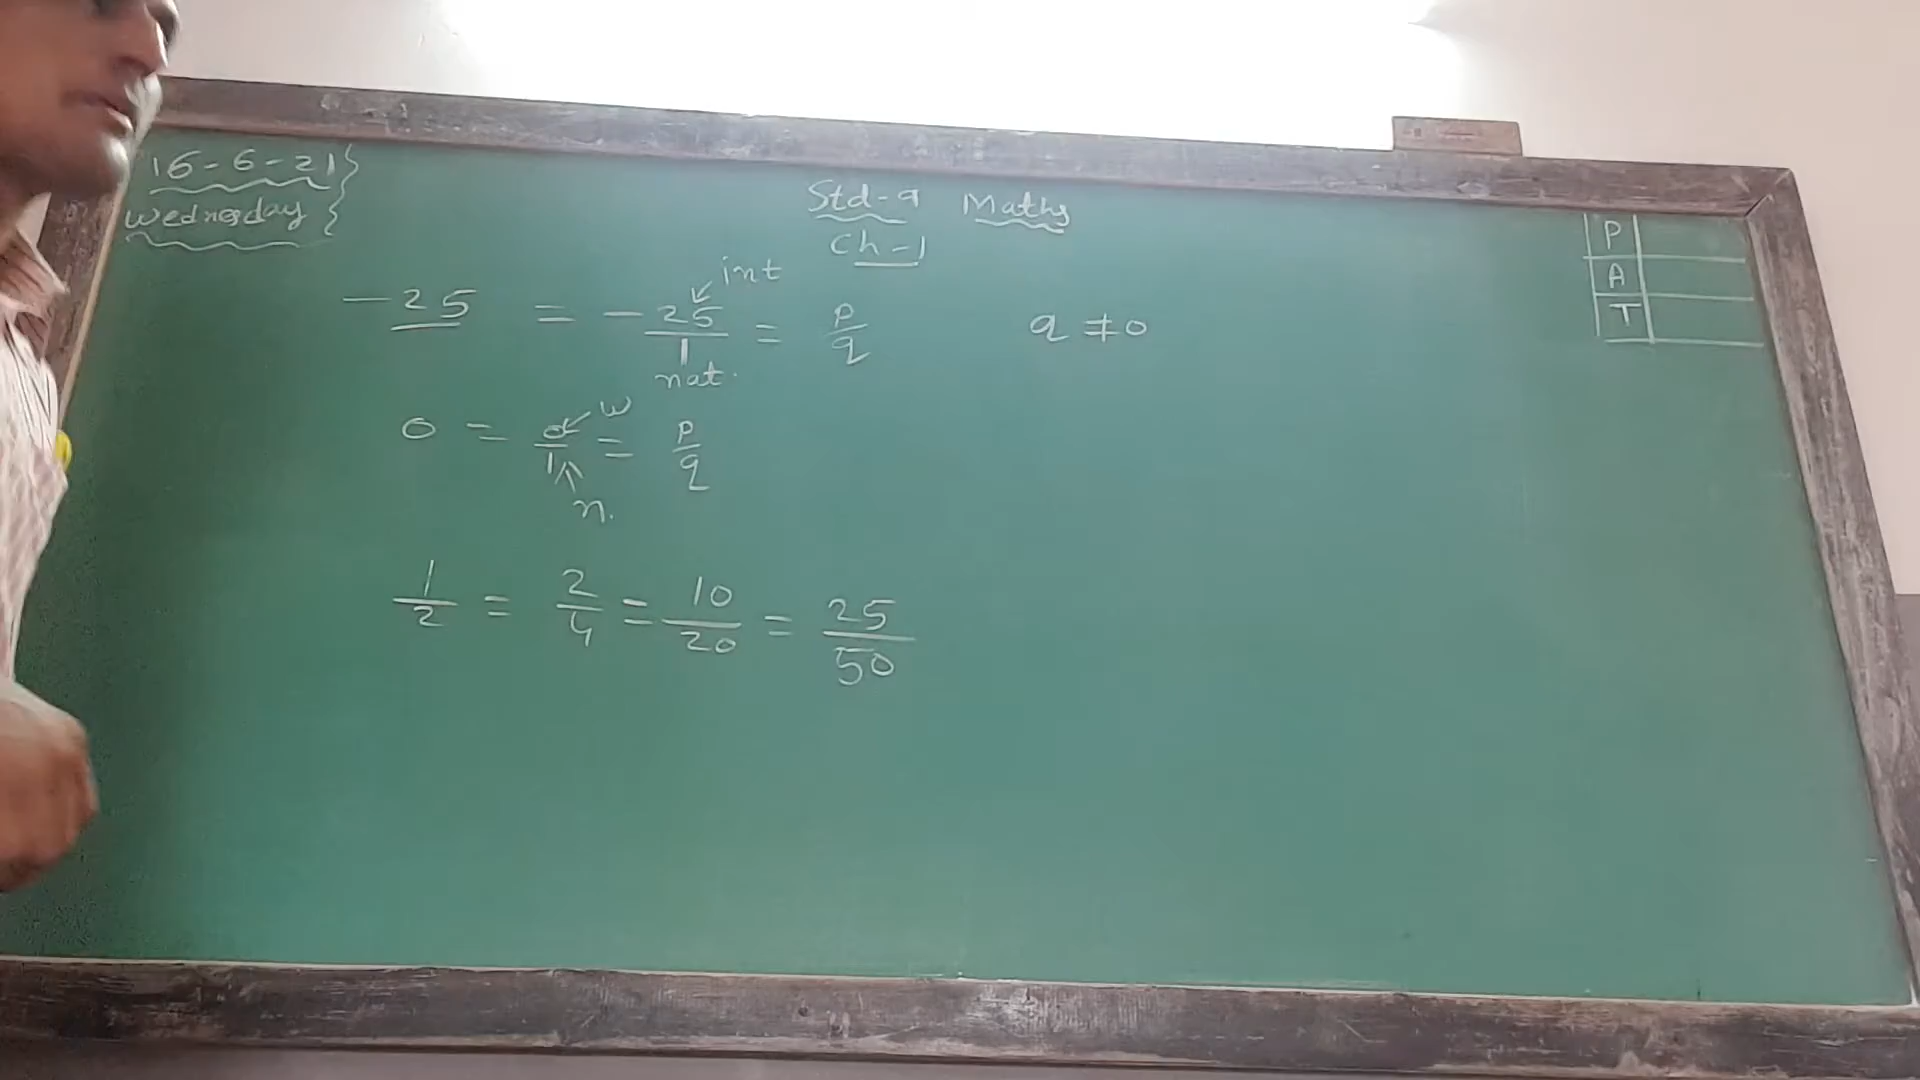 16-6-21
Wednesday
Std-9 Maths
Ch-1
P
A
T
int
-25 = -25/1 = p/q q ≠ 0
nat.
w
0 = 0/1 = p/q
n.
1/2 = 2/4 = 10/20 = 25/50